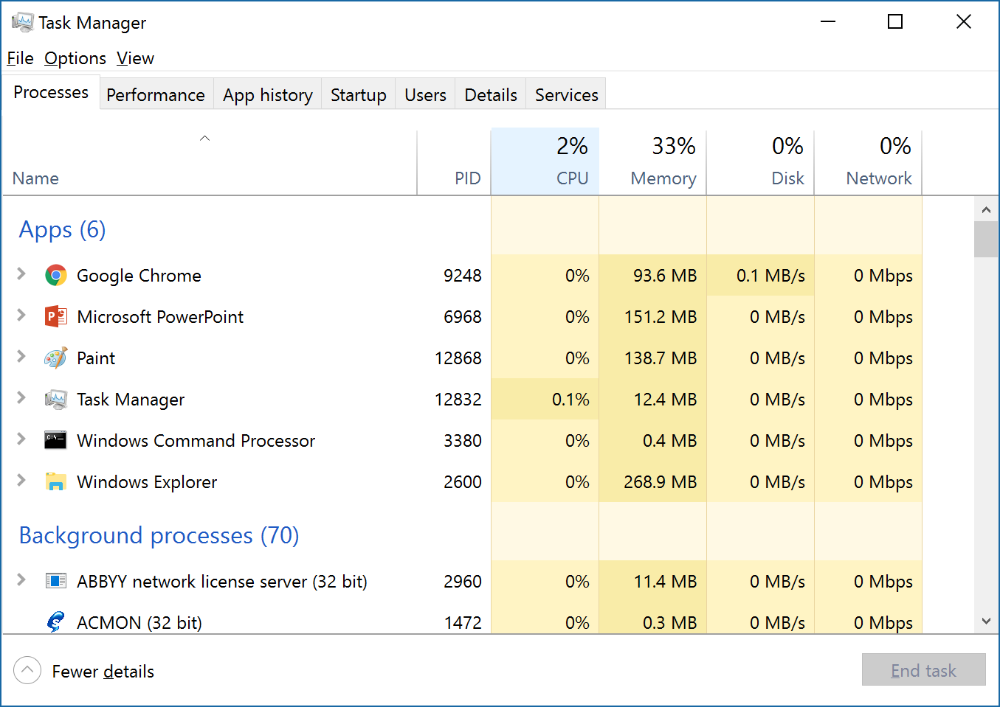 Task Manager
File Options View
Processes Performance App history Startup Users Details Services
2% 33% 0% 0%
Name PID CPU Memory Disk Network
Apps (6)
Google Chrome 9248 0% 93.6 MB 0.1 MB/s 0 Mbps
Microsoft PowerPoint 6968 0% 151.2 MB 0 MB/s 0 Mbps
Paint 12868 0% 138.7 MB 0 MB/s 0 Mbps
Task Manager 12832 0.1% 12.4 MB 0 MB/s 0 Mbps
Windows Command Processor 3380 0% 0.4 MB 0 MB/s 0 Mbps
Windows Explorer 2600 0% 268.9 MB 0 MB/s 0 Mbps
Background processes (70)
ABBYY network license server (32 bit) 2960 0% 11.4 MB 0 MB/s 0 Mbps
ACMON (32 bit) 1472 0% 0.3 MB 0 MB/s 0 Mbps
Fewer details End task